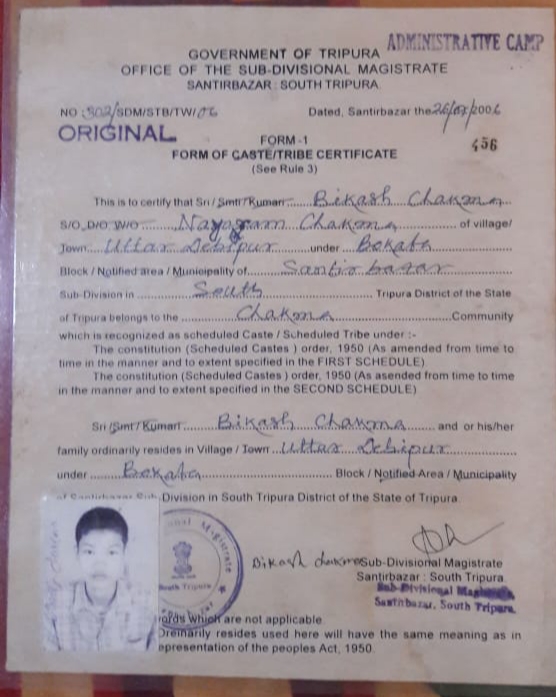 ADMINISTRATIVE CAMP
GOVERNMENT OF TRIPURA
OFFICE OF THE SUB-DIVISIONAL MAGISTRATE
SANTIRBAZAR : SOUTH TRIPURA
NO : 302/SDM/STB/TW/06 Dated, Santirbazar the 26/07/2006
ORIGINAL
FORM -1
456
FORM OF CASTE/TRIBE CERTIFICATE
(See Rule 3)
This is to certify that Sri / Smti / Kumari Bikash Chakma
S/O, D/O W/O Nayagram Chakma of village/
Town Uttar Debipur under Bokafa
Block / Notified area / Municipality of Santirbazar
Sub-Division in South Tripura District of the State
of Tripura belongs to the Chakma Community
which is recognized as scheduled Caste / Scheduled Tribe under :-
The constitution (Scheduled Castes ) order, 1950 (As amended from time to
time in the manner and to extent specified in the FIRST SCHEDULE)
The constitution (Scheduled Castes ) order, 1950 (As asended from time to time
in the manner and to extent specified in the SECOND SCHEDULE)
Sri /Smt / Kumari Bikash Chakma and or his/her
family ordinarily resides in Village / Town Uttar Debipur
under Bokafa Block / Notified Area / Municipality
of Santirbazar Sub-Division in South Tripura District of the State of Tripura.
South Tripura
Bikash chakma
Sub-Divisional Magistrate
Santirbazar : South Tripura.
Sub-Divisional Magistrate
Santirbazar, South Tripura.
words which are not applicable.
Oreinarily resides used here will have the same meaning as in
epresentation of the peoples Act, 1950.